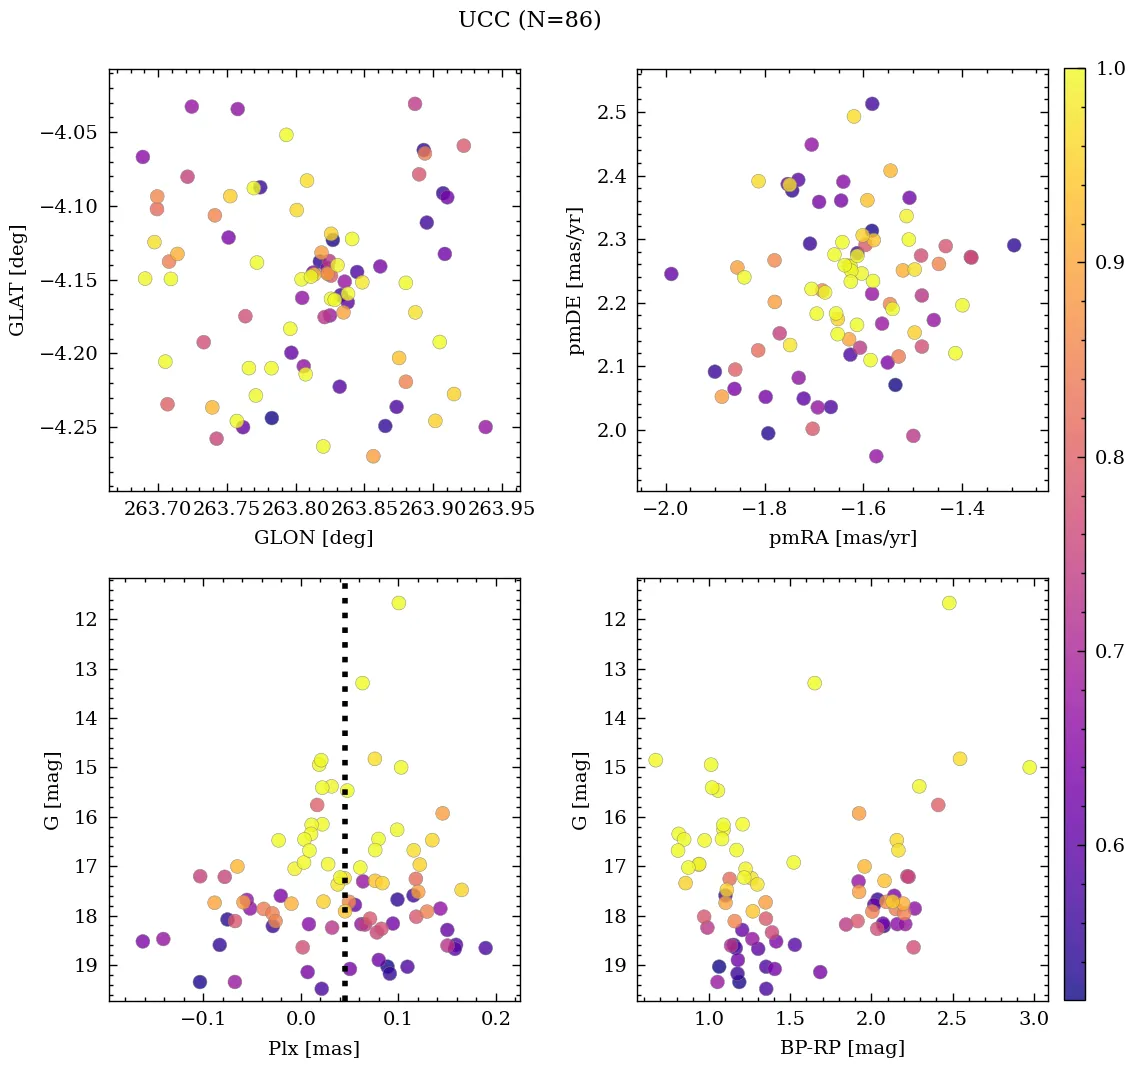 UCC (N=86)
−4.05
−4.10
−4.15
−4.20
−4.25
GLAT [deg]
263.70 263.75 263.80 263.85 263.90 263.95
GLON [deg]
2.5
2.4
2.3
2.2
2.1
2.0
pmDE [mas/yr]
−2.0 −1.8 −1.6 −1.4
pmRA [mas/yr]
1.0
0.9
0.8
0.7
0.6
12
13
14
15
16
17
18
19
G [mag]
−0.1 0.0 0.1 0.2
Plx [mas]
12
13
14
15
16
17
18
19
G [mag]
1.0 1.5 2.0 2.5 3.0
BP-RP [mag]